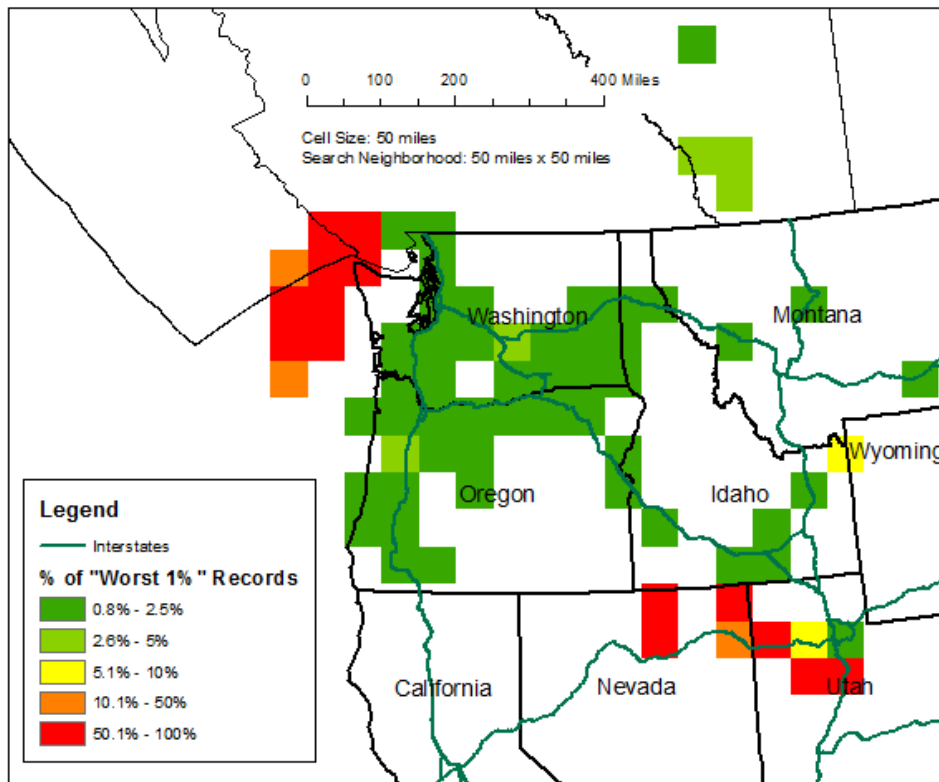 0 100 200 400 Miles
Cell Size: 50 miles
Search Neighborhood: 50 miles x 50 miles
Washington
Montana
Wyoming
Oregon
Idaho
California
Nevada
Utah
Legend
Interstates
% of "Worst 1%" Records
0.8% - 2.5%
2.6% - 5%
5.1% - 10%
10.1% - 50%
50.1% - 100%